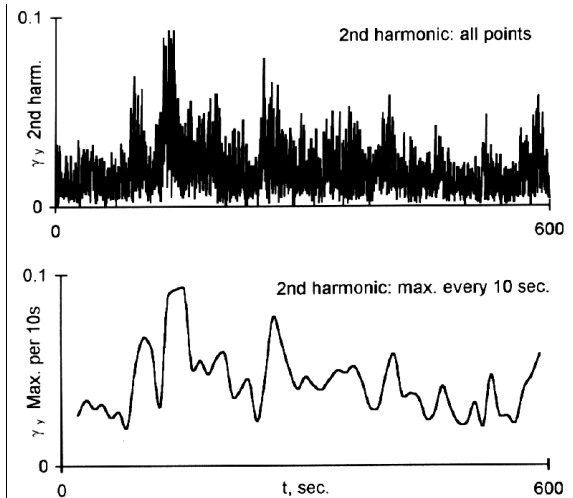 0.1
2nd harmonic: all points
γ y 2nd harm.
0
0
600
0.1
2nd harmonic: max. every 10 sec.
γ y Max. per 10s
0
0
t, sec.
600